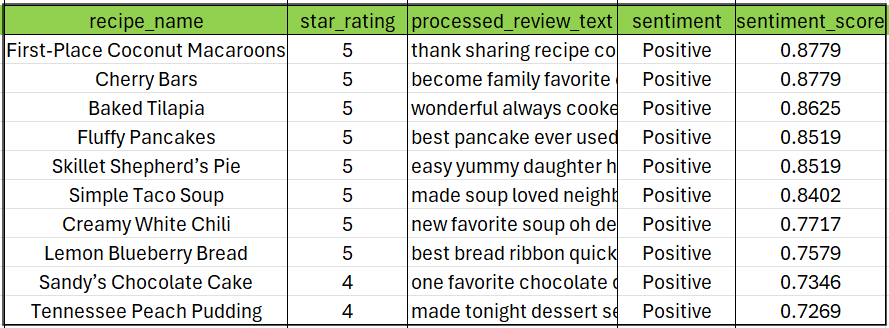 recipe_name star_rating processed_review_text sentiment sentiment_score
First-Place Coconut Macaroons 5 thank sharing recipe co Positive 0.8779
Cherry Bars 5 become family favorite Positive 0.8779
Baked Tilapia 5 wonderful always cooke Positive 0.8625
Fluffy Pancakes 5 best pancake ever used Positive 0.8519
Skillet Shepherd’s Pie 5 easy yummy daughter h Positive 0.8519
Simple Taco Soup 5 made soup loved neighb Positive 0.8402
Creamy White Chili 5 new favorite soup oh de Positive 0.7717
Lemon Blueberry Bread 5 best bread ribbon quick Positive 0.7579
Sandy’s Chocolate Cake 4 one favorite chocolate c Positive 0.7346
Tennessee Peach Pudding 4 made tonight dessert se Positive 0.7269